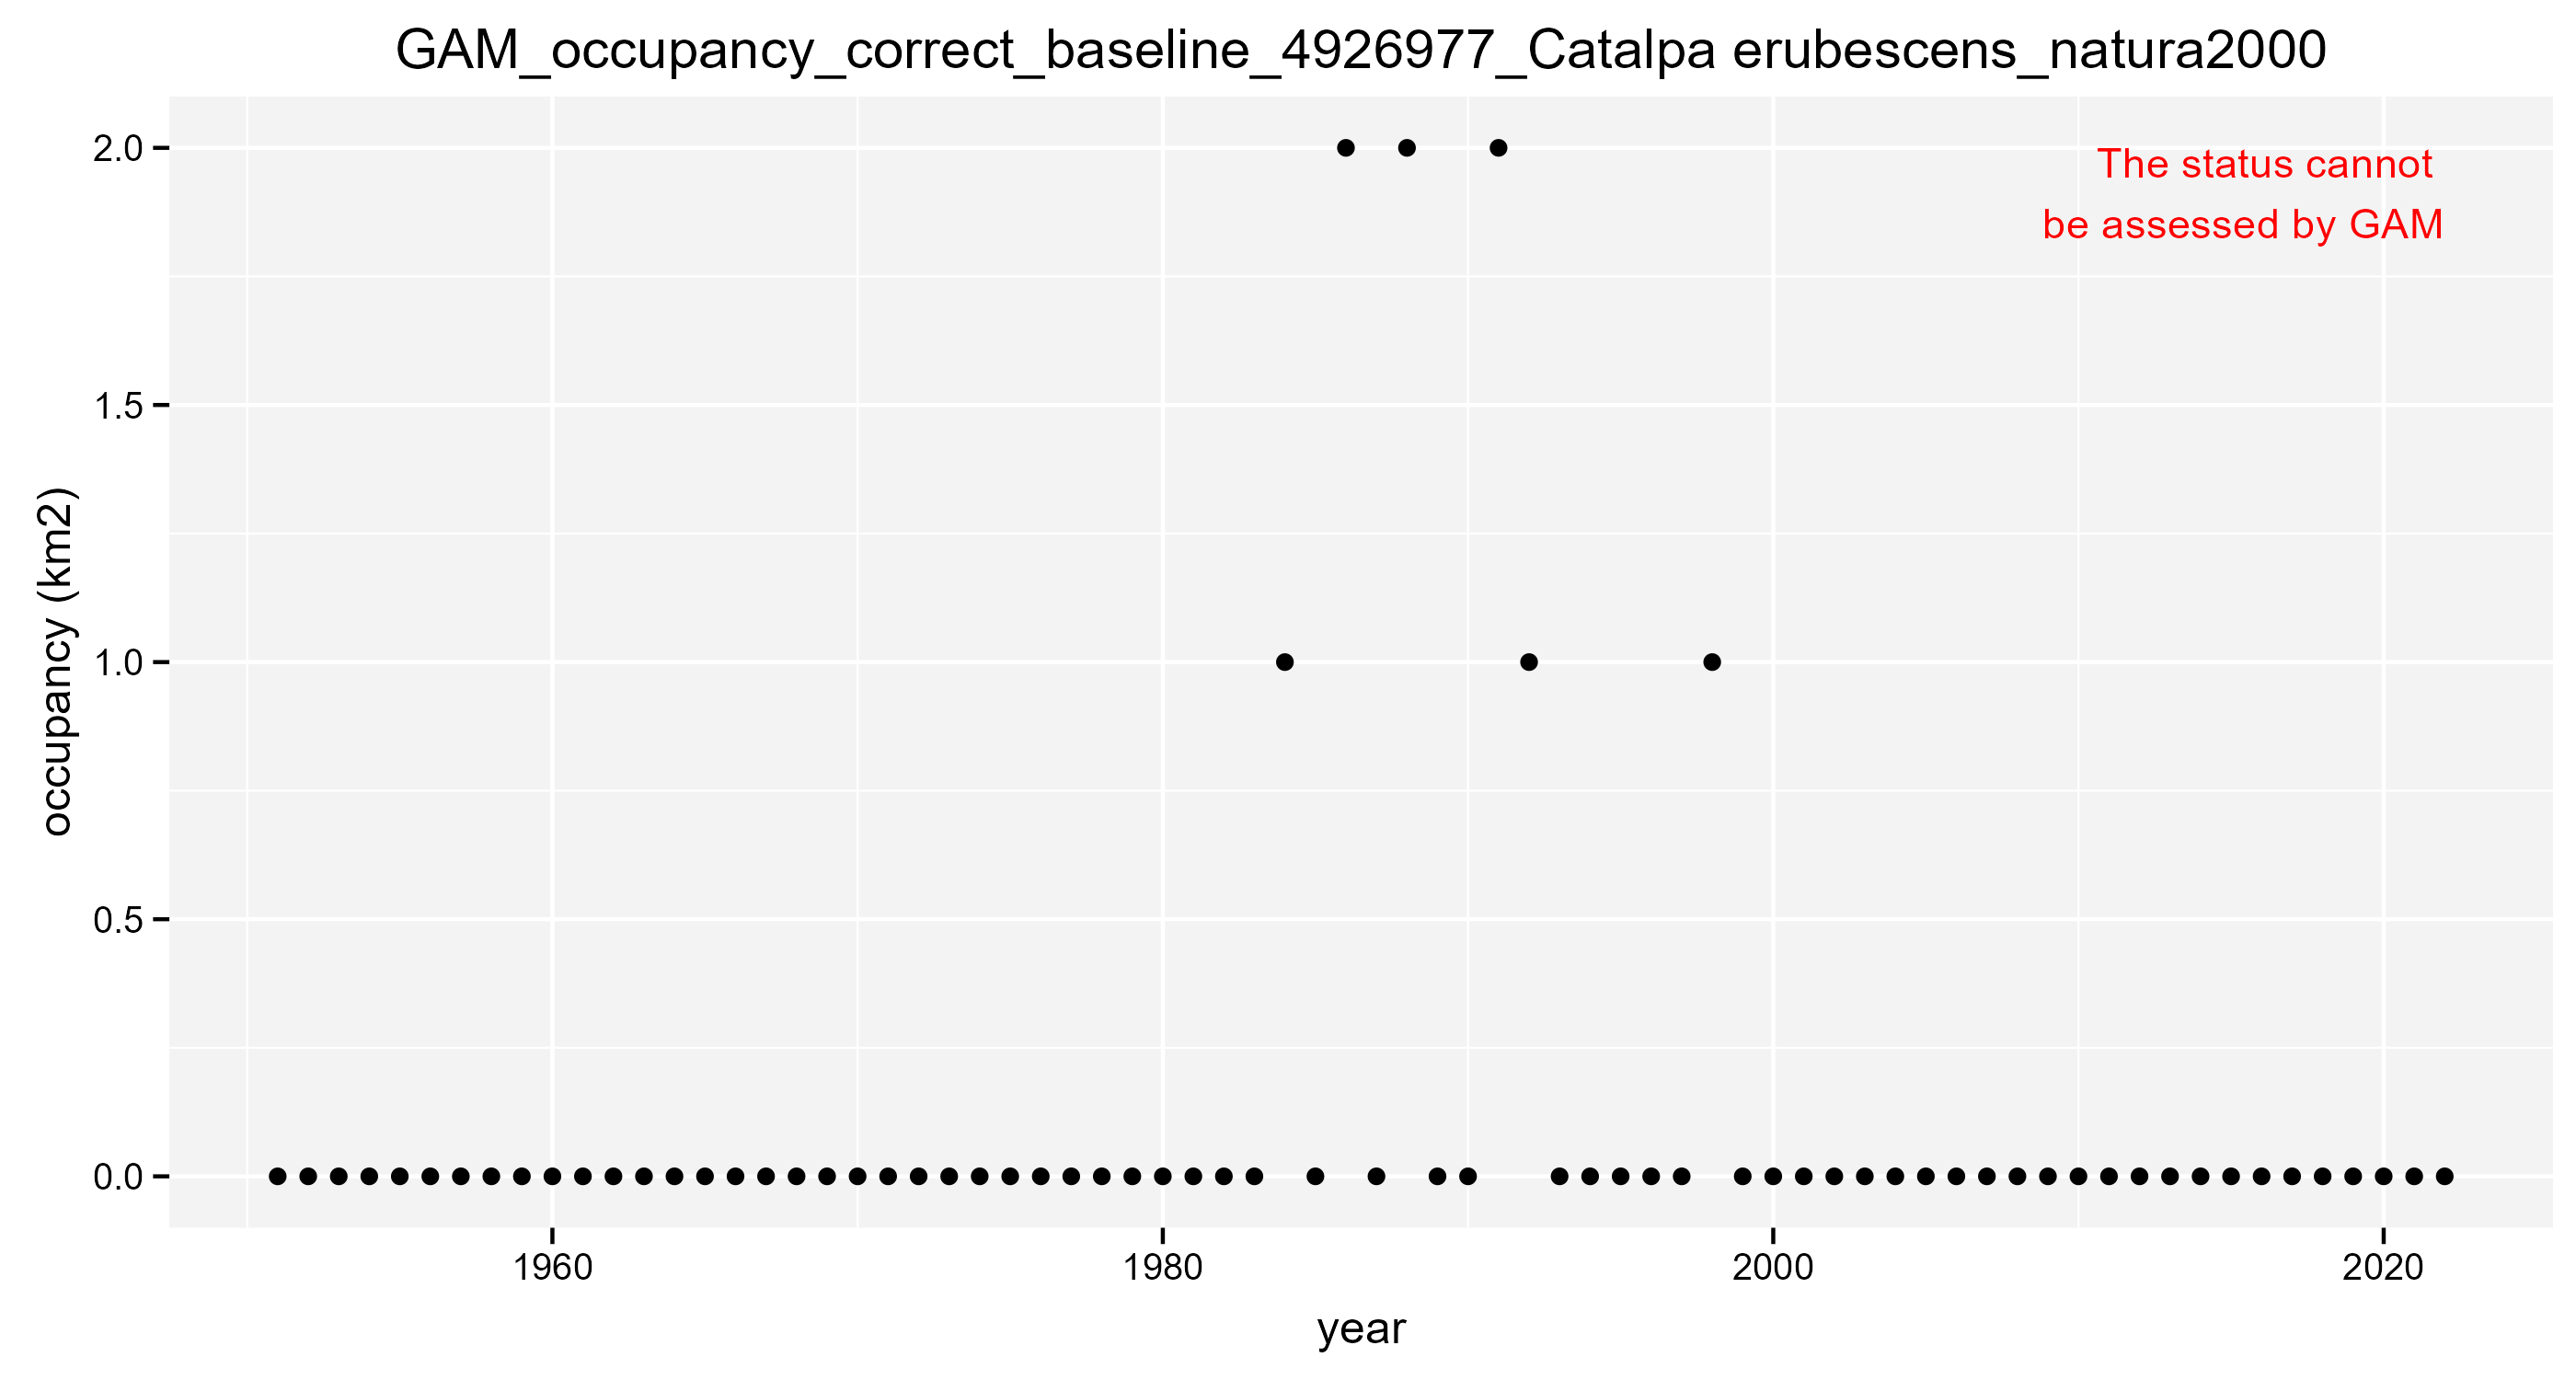 GAM_occupancy_correct_baseline_4926977_Catalpa erubescens_natura2000
2.0
The status cannot
be assessed by GAM
1.5
occupancy (km2)
1.0
0.5
0.0
1960 1980 2000 2020
year